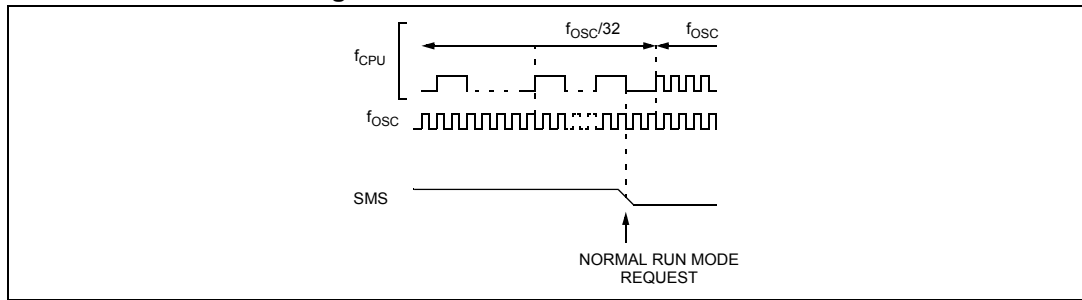 fOSC/32
fOSC
fCPU
fOSC
SMS
NORMAL RUN MODE
REQUEST